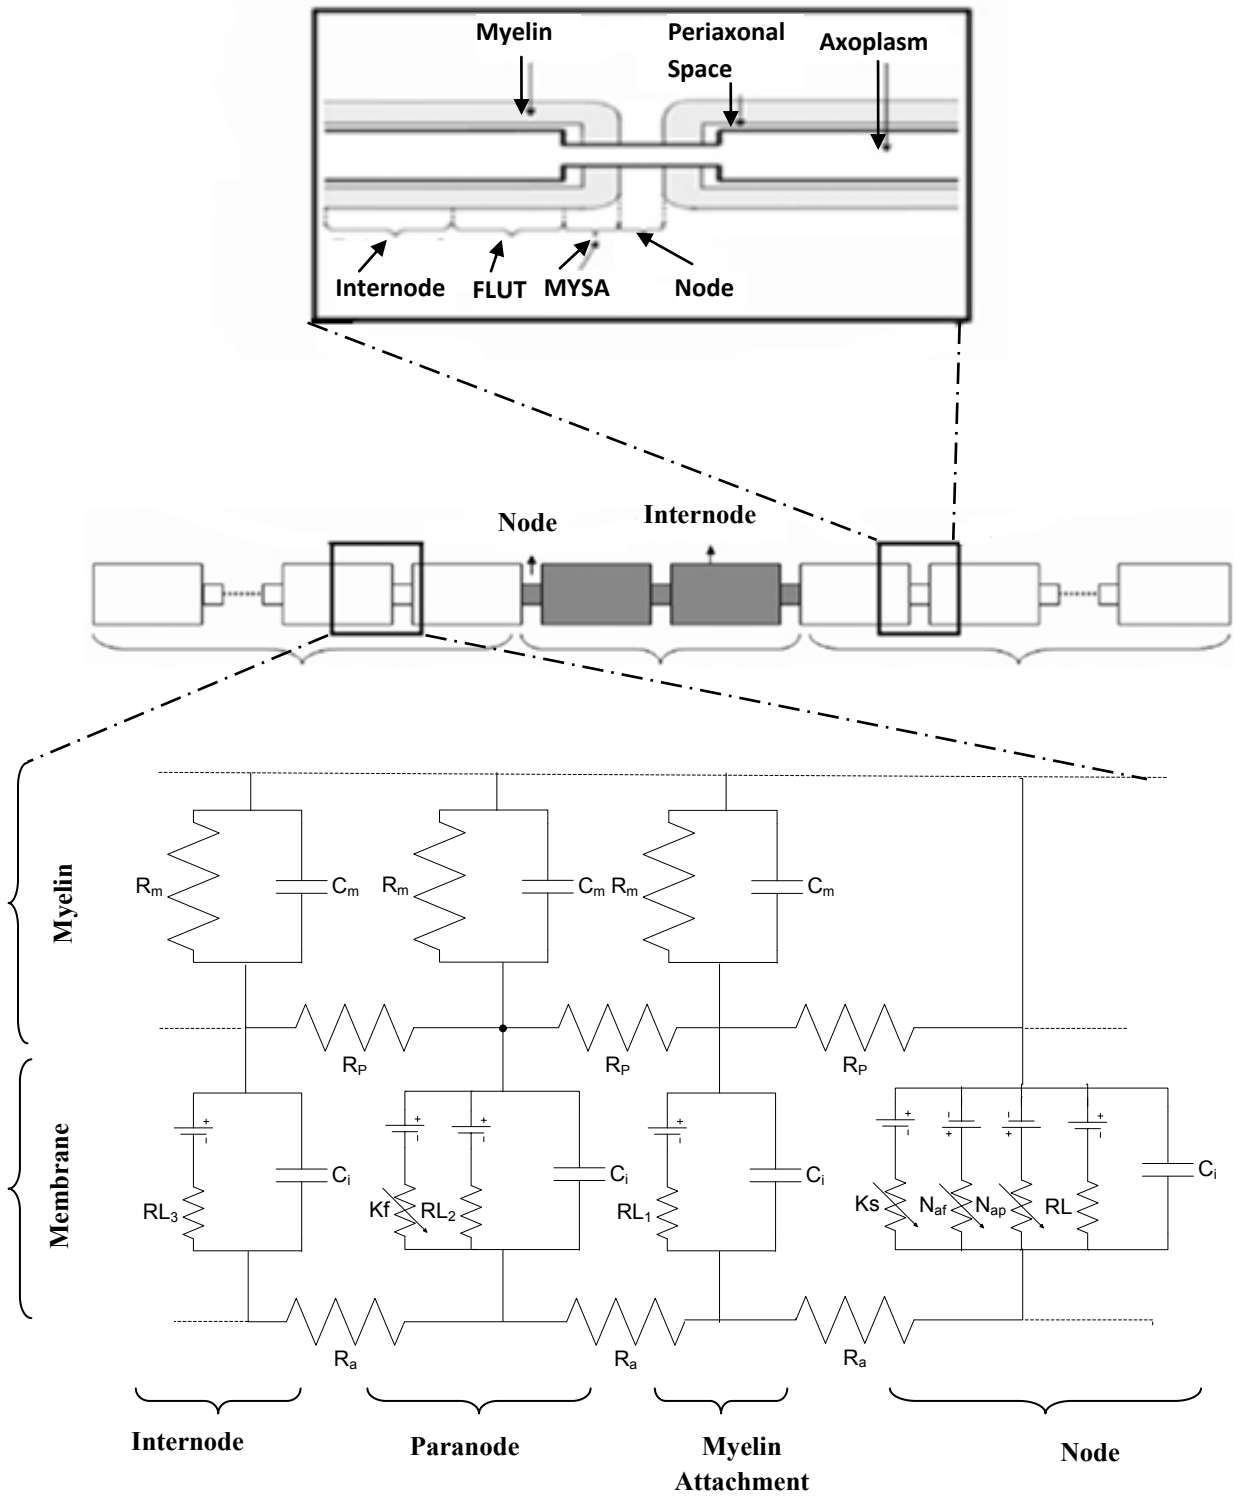 Myelin
Periaxonal
Space
Axoplasm
Internode
FLUT
MYSA
Node
Node
Internode
Myelin
Rm
Cm
Rm
Cm
Rm
Cm
RP
RP
RP
Membrane
+
-
+
-
+
-
+
-
+
-
-
+
-
+
+
-
RL3
Ci
Kf
RL2
Ci
RL1
Ci
Ks
Naf
Nap
RL
Ci
Ra
Ra
Ra
Internode
Paranode
Myelin
Attachment
Node